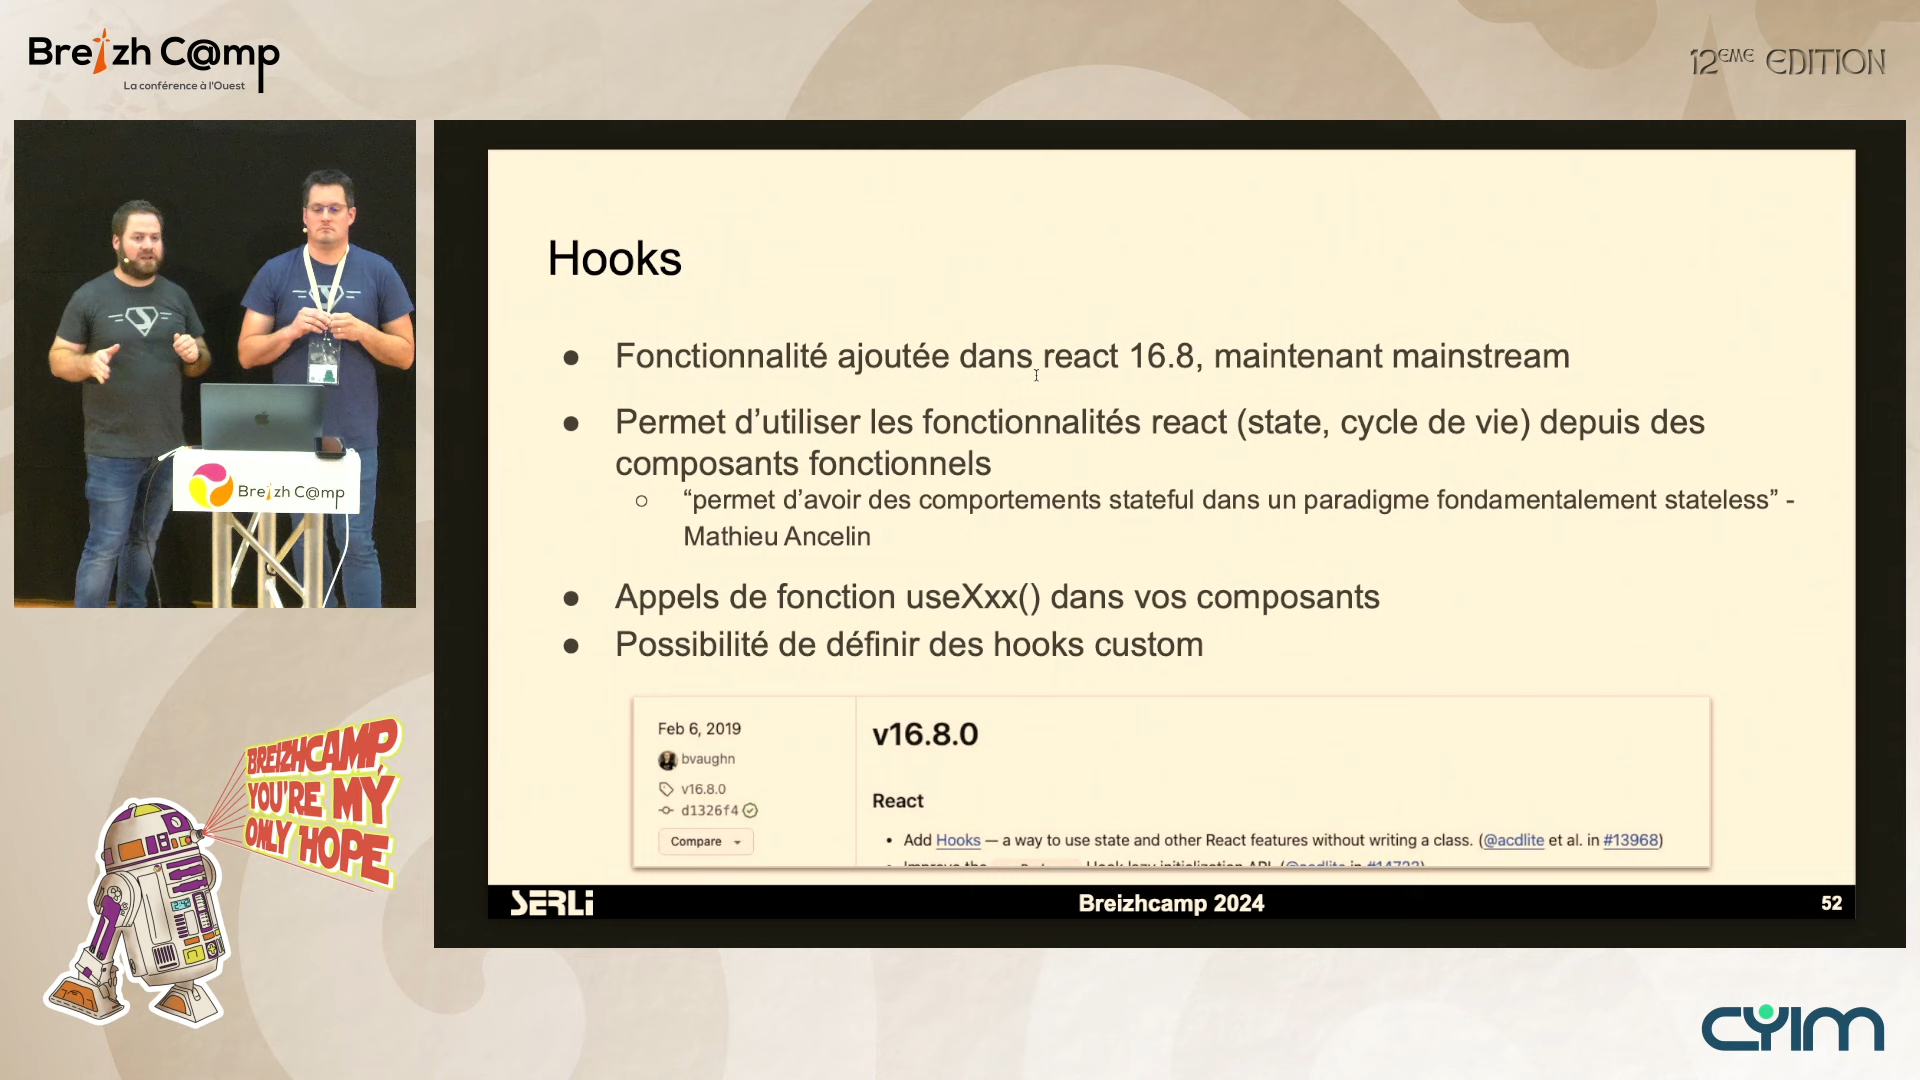 Breizh C@mp
La conférence à l'Ouest
12EME EDITION
Hooks
● Fonctionnalité ajoutée dans react 16.8, maintenant mainstream
● Permet d’utiliser les fonctionnalités react (state, cycle de vie) depuis des
composants fonctionnels
○ “permet d’avoir des comportements stateful dans un paradigme fondamentalement stateless” -
Mathieu Ancelin
● Appels de fonction useXxx() dans vos composants
● Possibilité de définir des hooks custom
Feb 6, 2019
bvaughn
v16.8.0
d1326f4
Compare
v16.8.0
React
• Add Hooks — a way to use state and other React features without writing a class. (@acdlite et al. in #13968)
SERLI
Breizhcamp 2024
52
Breizh C@mp
BREIZHCAMP,
YOU'RE MY
ONLY HOPE
CYIM